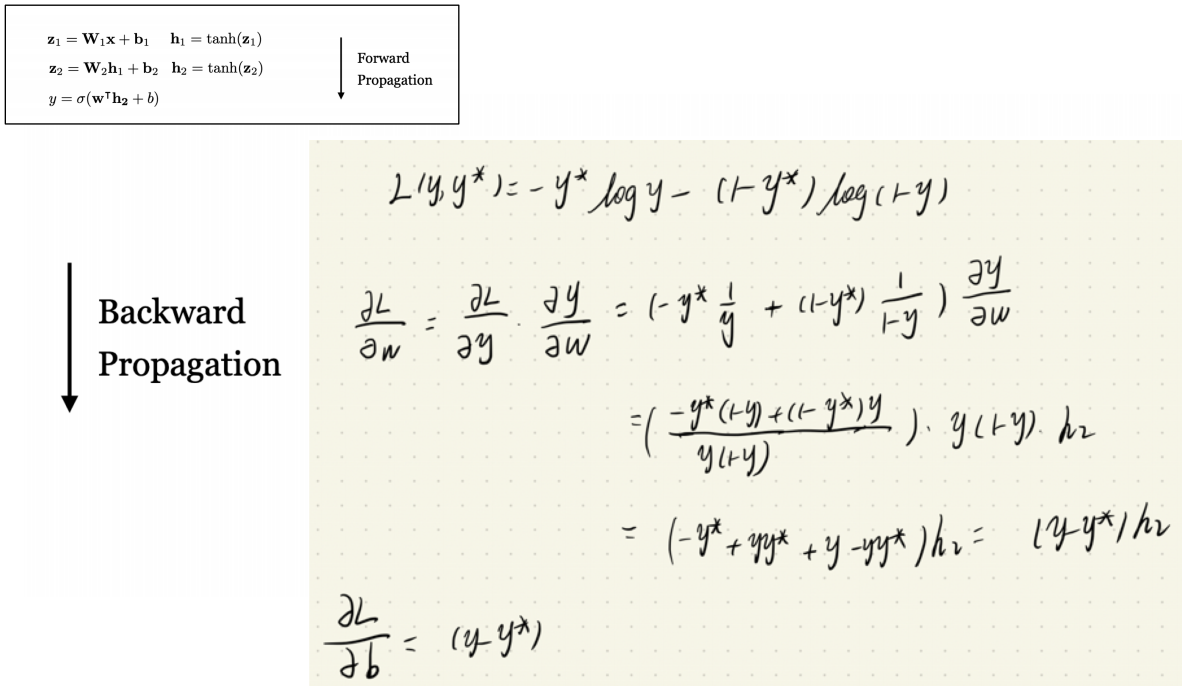 z₁ = W₁x + b₁   h₁ = tanh(z₁)
z₂ = W₂h₁ + b₂   h₂ = tanh(z₂)
y = σ(wᵀh₂ + b)
Forward
Propagation
L(y, y*) = - y* log y - (1-y*) log(1-y)
Backward
Propagation
∂L/∂w = ∂L/∂y · ∂y/∂w = (- y* 1/y + (1-y*) 1/(1-y)) ∂y/∂w
= ( (-y*(1-y) + (1-y*)y) / (y(1-y)) ) · y(1-y) · h₂
= (-y* + yy* + y - yy*) h₂ = (y-y*) h₂
∂L/∂b = (y-y*)